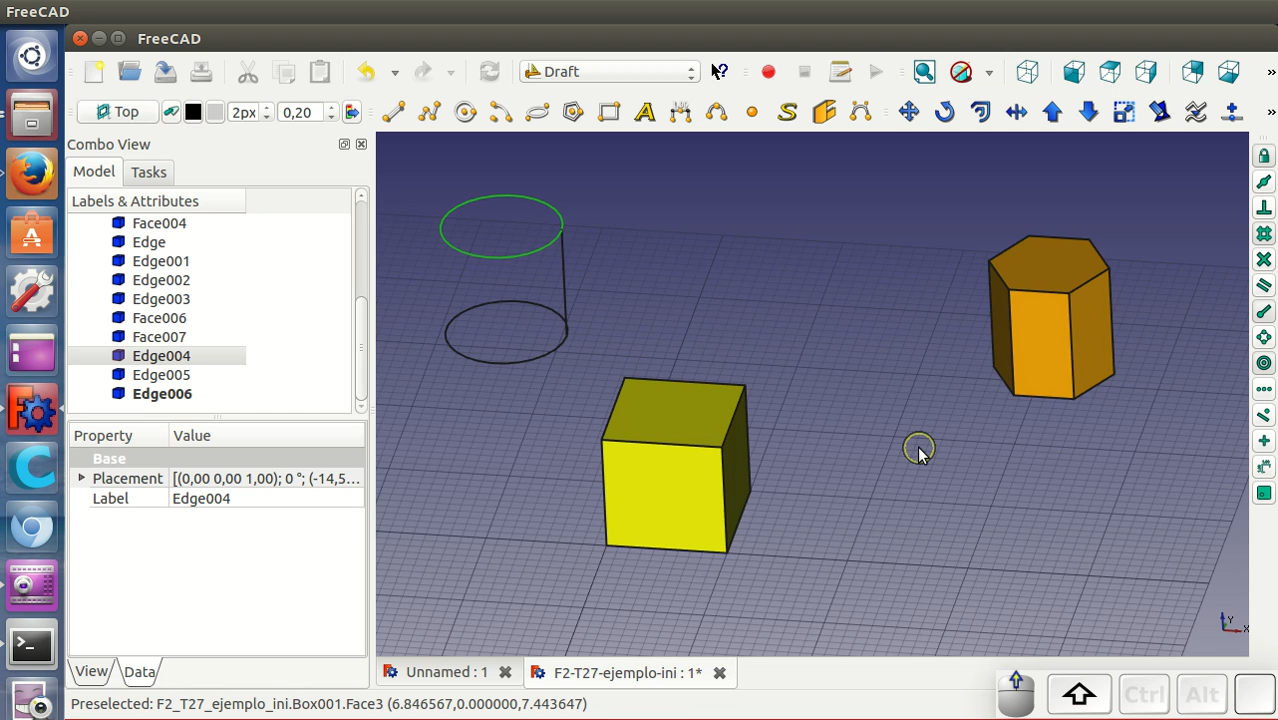 FreeCAD
FreeCAD
Draft
»
Top
2px
0,20
A
S
»
Combo View
Model
Tasks
Labels & Attributes
Face004
Edge
Edge001
Edge002
Edge003
Face006
Face007
Edge004
Edge005
Edge006
Property
Value
Base
Placement
[(0,00 0,00 1,00); 0 °; (-14,5...
Label
Edge004
Y
X
View
Data
Unnamed : 1
F2-T27-ejemplo-ini : 1*
Ctrl
Alt
Preselected: F2_T27_ejemplo_ini.Box001.Face3(6.846567,0.000000,7.443647)